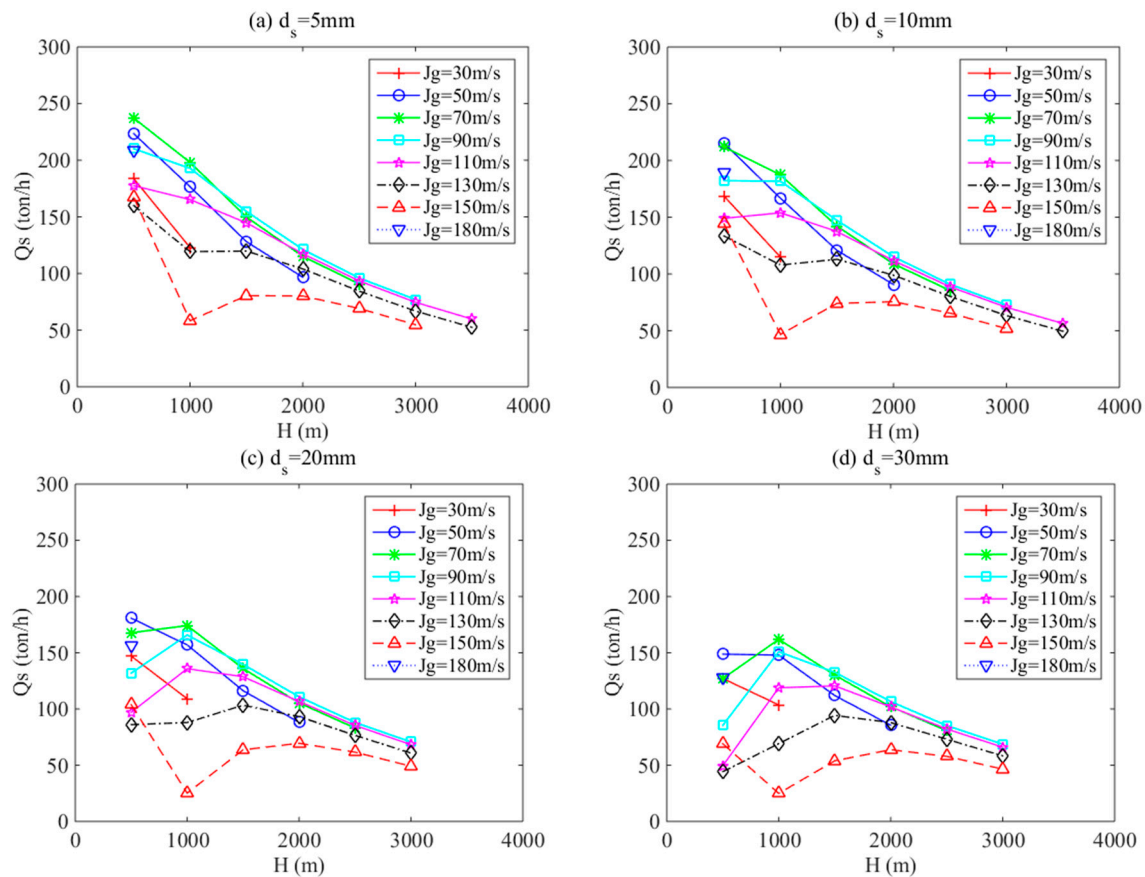 (a) d_s=5mm
300
250
200
150
100
50
0
Qs (ton/h)
Jg=30m/s
Jg=50m/s
Jg=70m/s
Jg=90m/s
Jg=110m/s
Jg=130m/s
Jg=150m/s
Jg=180m/s
0 1000 2000 3000 4000
H (m)
(b) d_s=10mm
300
250
200
150
100
50
0
Qs (ton/h)
Jg=30m/s
Jg=50m/s
Jg=70m/s
Jg=90m/s
Jg=110m/s
Jg=130m/s
Jg=150m/s
Jg=180m/s
0 1000 2000 3000 4000
H (m)
(c) d_s=20mm
300
250
200
150
100
50
0
Qs (ton/h)
Jg=30m/s
Jg=50m/s
Jg=70m/s
Jg=90m/s
Jg=110m/s
Jg=130m/s
Jg=150m/s
Jg=180m/s
0 1000 2000 3000 4000
H (m)
(d) d_s=30mm
300
250
200
150
100
50
0
Qs (ton/h)
Jg=30m/s
Jg=50m/s
Jg=70m/s
Jg=90m/s
Jg=110m/s
Jg=130m/s
Jg=150m/s
Jg=180m/s
0 1000 2000 3000 4000
H (m)